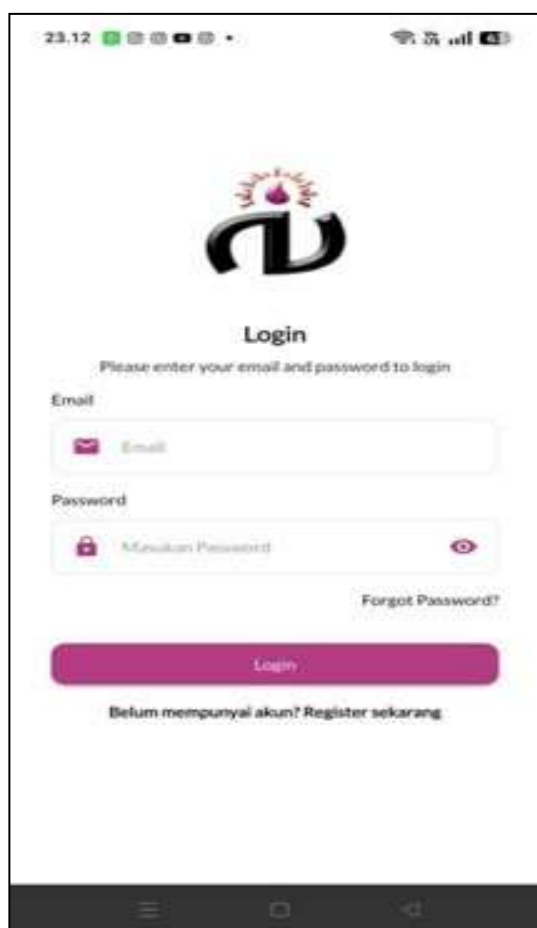 23.12
Login
Please enter your email and password to login
Email
Email
Password
Masukan Password
Forgot Password?
Login
Belum mempunyai akun? Register sekarang